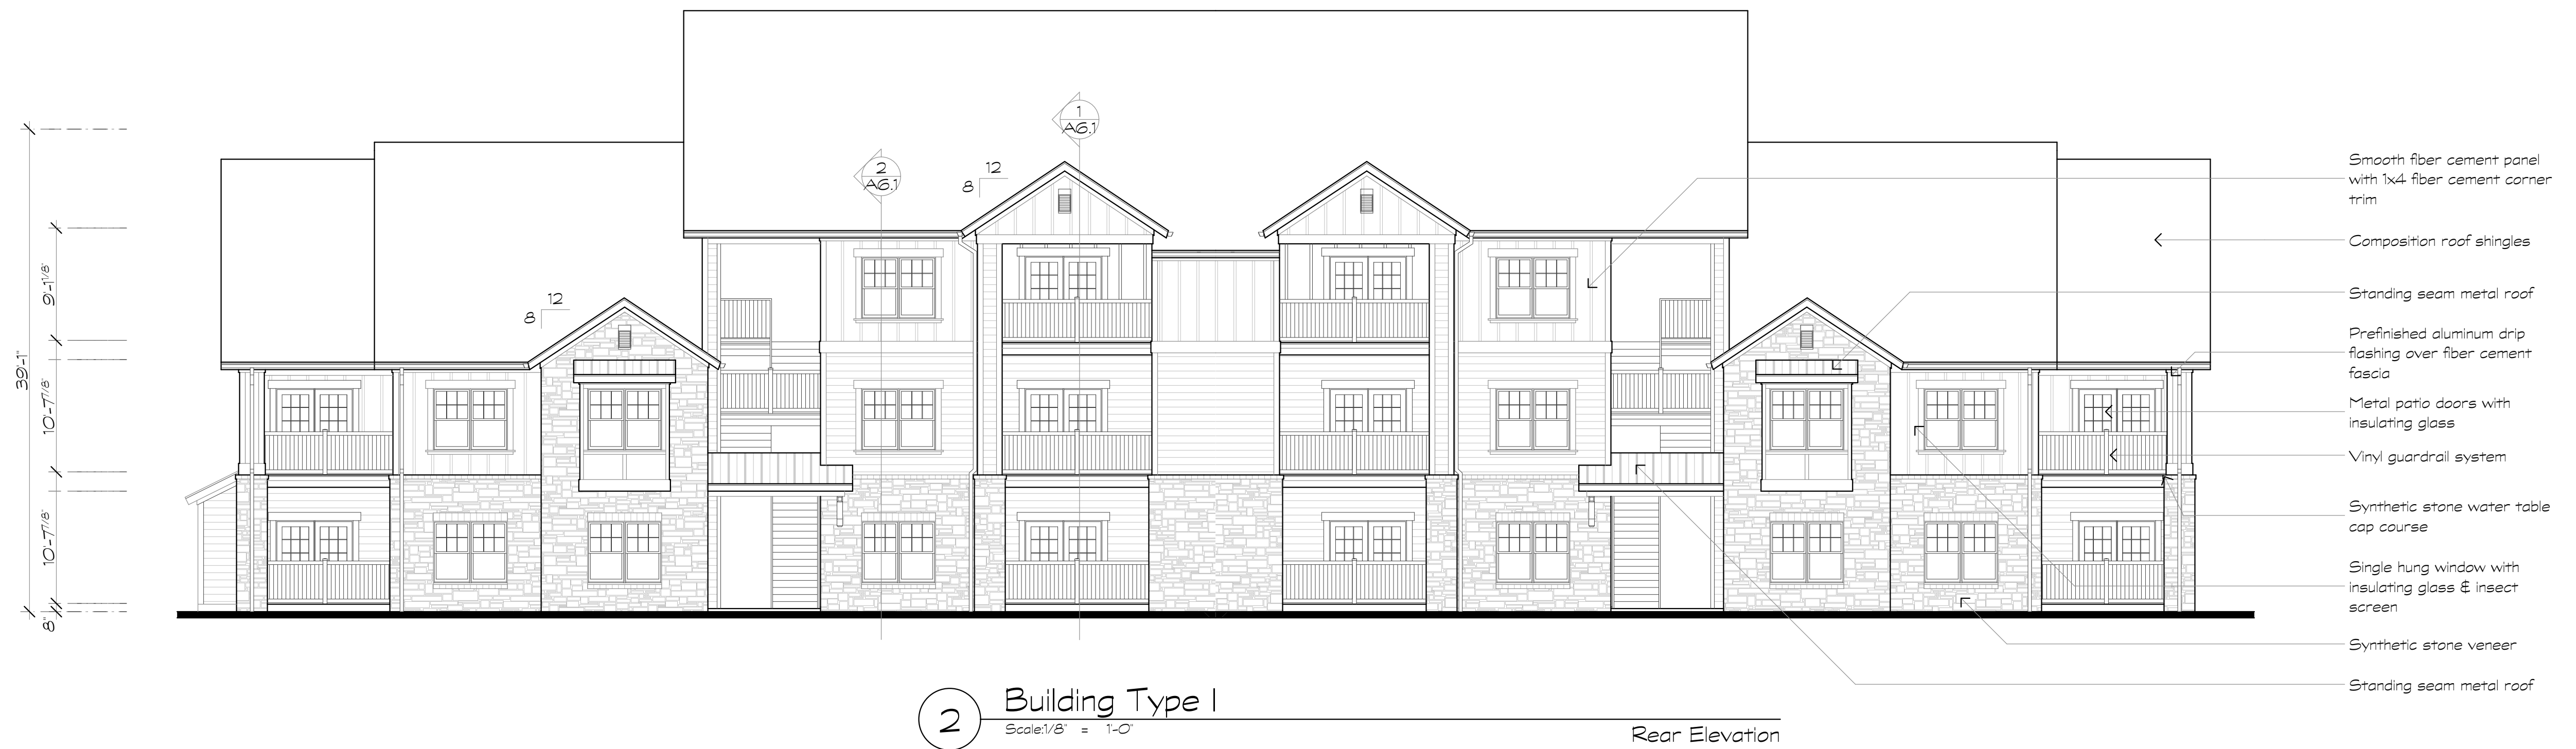 1
A6.1
2
A6.1
12
8
12
8
39'-1"
9'-1 1/8"
10'-7 7/8"
10'-7 7/8"
8"
Smooth fiber cement panel
with 1x4 fiber cement corner
trim
Composition roof shingles
Standing seam metal roof
Prefinished aluminum drip
flashing over fiber cement
fascia
Metal patio doors with
insulating glass
Vinyl guardrail system
Synthetic stone water table
cap course
Single hung window with
insulating glass & insect
screen
Synthetic stone veneer
Standing seam metal roof
2
Building Type I
Scale:1/8" = 1'-0"
Rear Elevation